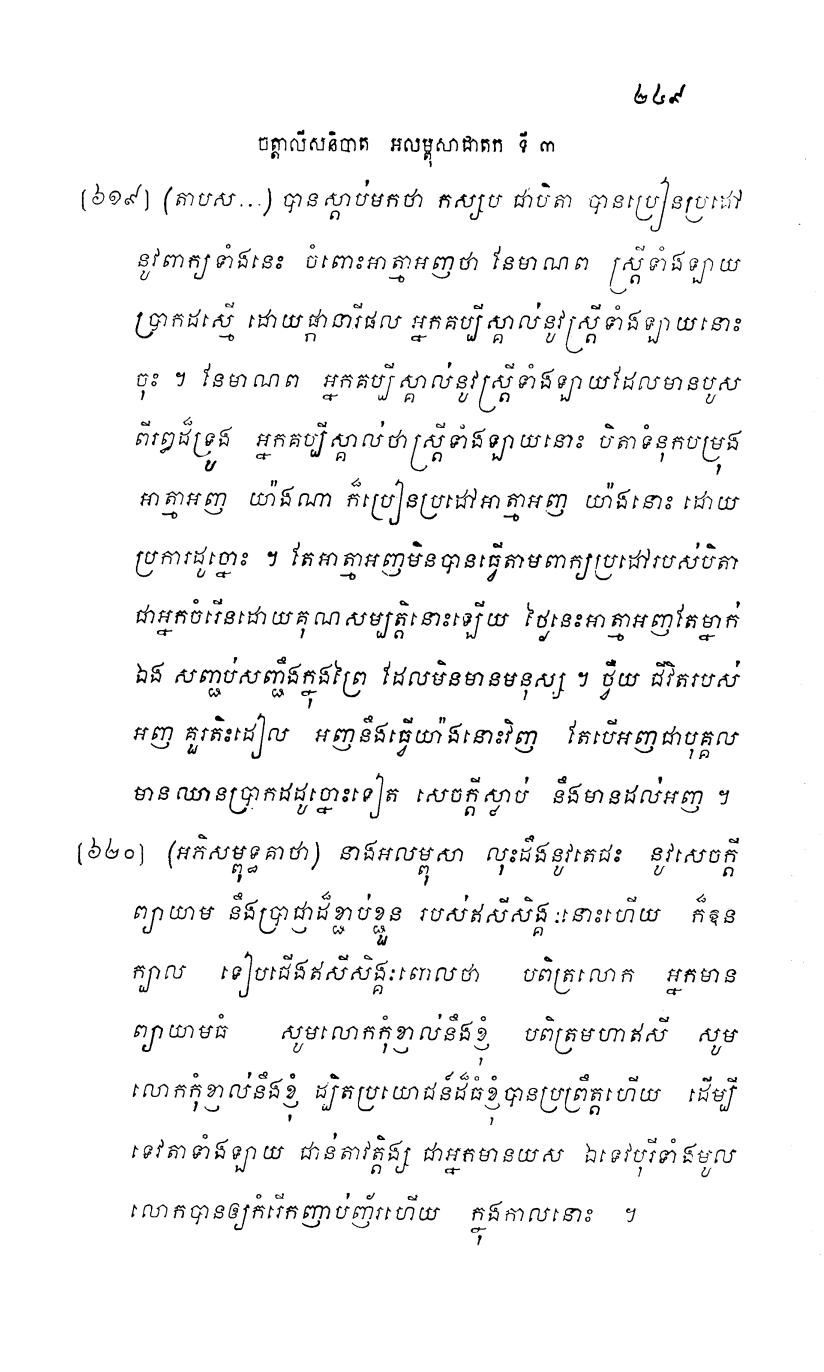 ២៤៩
ចត្តាលីសនិបាត អលម្ពុសាជាតក ទី ៣
[៦១៩] (តាបស...) បានស្តាប់មកថា កស្សប ជាបិតា បានប្រៀនប្រដៅ
នូវពាក្យទាំងនេះ ចំពោះអាត្មាអញថា នែមាណព ស្ត្រីទាំងឡាយ
ប្រាកដស្មើ ដោយផ្កានារីផល អ្នកគប្បីស្គាល់នូវស្ត្រីទាំងឡាយនោះ
ចុះ ។ នែមាណព អ្នកគប្បីស្គាល់នូវស្ត្រីទាំងឡាយដែលមានបូស
ពីរឰដ៏ទ្រូង អ្នកគប្បីស្គាល់ថាស្ត្រីទាំងឡាយនោះ បិតាទំនុកបម្រុង
អាត្មាអញ យ៉ាងណា ក៏ប្រៀនប្រដៅអាត្មាអញ យ៉ាងនោះ ដោយ
ប្រការដូច្នោះ ។ តែអាត្មាអញមិនបានធ្វើតាមពាក្យប្រដៅរបស់បិតា
ជាអ្នកចំរើនដោយគុណសម្បត្តិនោះឡើយ ថ្ងៃនេះអាត្មាអញតែម្នាក់
ឯង សញ្ជប់សញ្ជឹងក្នុងព្រៃ ដែលមិនមានមនុស្ស ។ ថ្វឺយ ជីវិតរបស់
អញ គួរតិះដៀល អញនឹងធ្វើយ៉ាងនោះវិញ តែបើអញជាបុគ្គល
មានឈានប្រាកដដូច្នោះទៀត សេចក្តីស្លាប់ នឹងមានដល់អញ ។
[៦២០] (អភិសម្ពុទ្ធគាថា) នាងអលម្ពុសា លុះដឹងនូវតេជះ នូវសេចក្តី
ព្យាយាម នឹងប្រាជ្ញាដ៏ខ្ជាប់ខ្ជួន របស់ឥសីសិង្គៈនោះហើយ ក៏ឱន
ក្បាល ទៀបជើងឥសីសិង្គៈពោលថា បពិត្រលោក អ្នកមាន
ព្យាយាមធំ សូមលោកកុំខ្ញាល់នឹងខ្ញុំ បពិត្រមហាឥសី សូម
លោកកុំខ្ញាល់នឹងខ្ញុំ ដ្បិតប្រយោជន៍ដ៏ធំខ្ញុំបានប្រព្រឹត្តហើយ ដើម្បី
ទេវតាទាំងឡាយ ជាន់តាវត្តិង្ស ជាអ្នកមានយស ឯទេវបុរីទាំងមូល
លោកបានឲ្យកំរើកញាប់ញ័រហើយ ក្នុងកាលនោះ ។